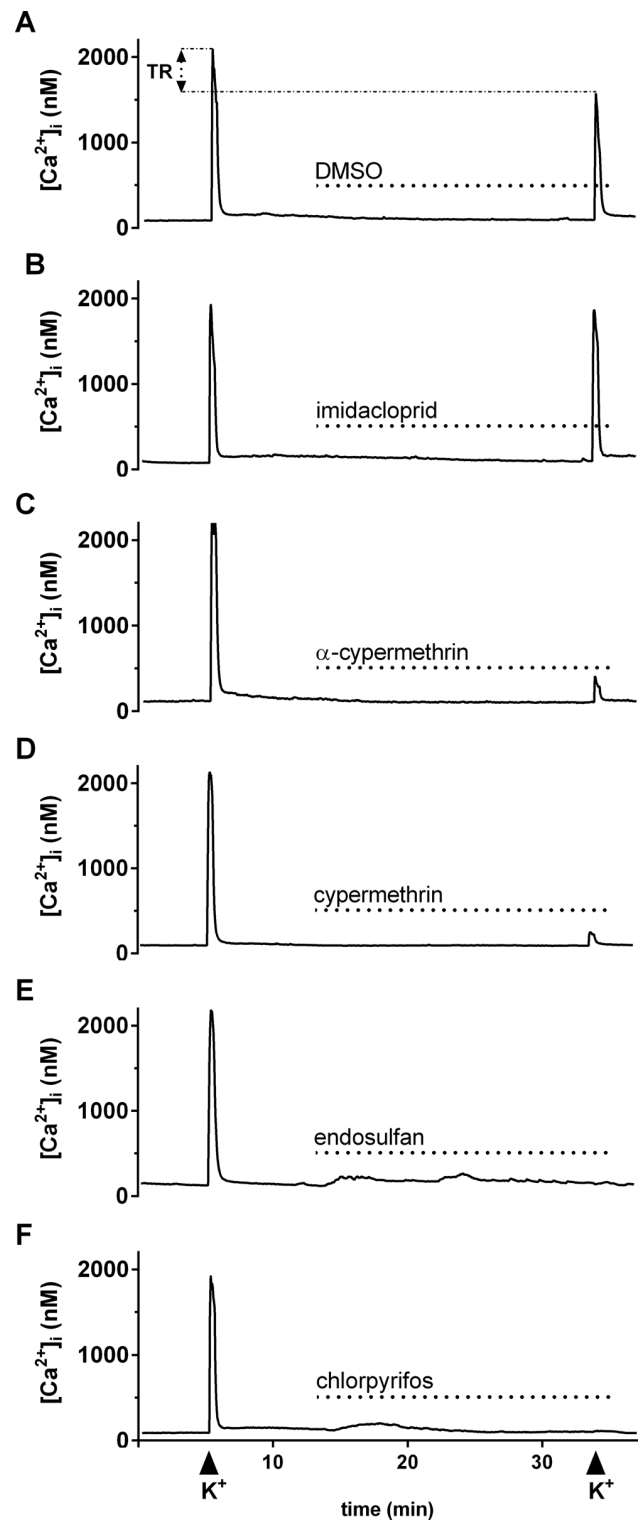 A
2000
TR
1000
DMSO
0
[Ca²⁺]ᵢ (nM)
B
2000
1000
imidacloprid
0
[Ca²⁺]ᵢ (nM)
C
2000
1000
α-cypermethrin
0
[Ca²⁺]ᵢ (nM)
D
2000
1000
cypermethrin
0
[Ca²⁺]ᵢ (nM)
E
2000
1000
endosulfan
0
[Ca²⁺]ᵢ (nM)
F
2000
1000
chlorpyrifos
0
[Ca²⁺]ᵢ (nM)
10 20 30
K⁺ K⁺
time (min)